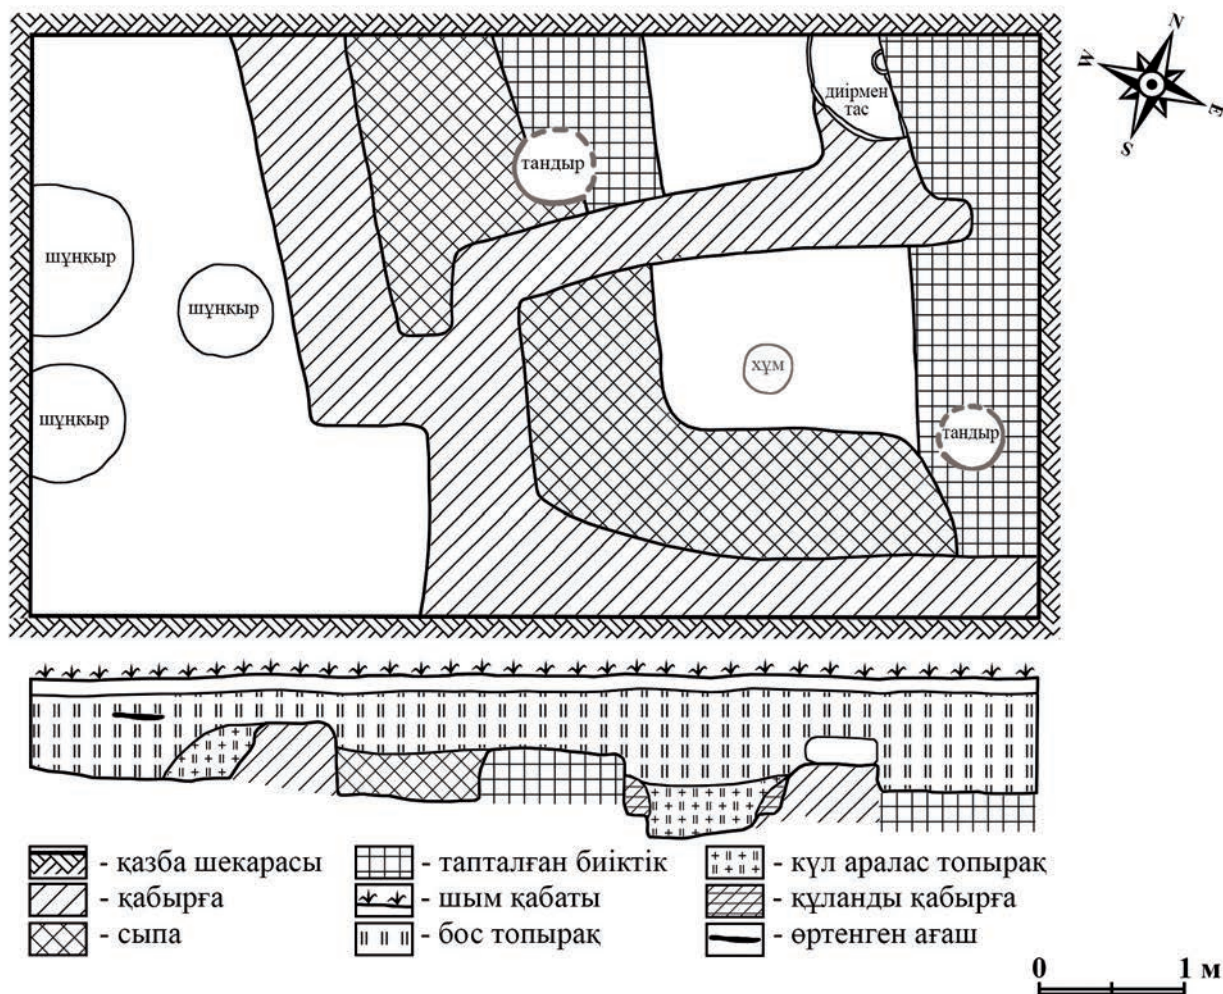 N
W
E
S
диірмен
тас
тандыр
шұңқыр
шұңқыр
шұңқыр
хұм
тандыр
- қазба шекарасы
- тапталған биіктік
- күл аралас топырақ
- қабырға
- шым қабаты
- құланды қабырға
- сыпа
- бос топырақ
- өртенген ағаш
0 1 м